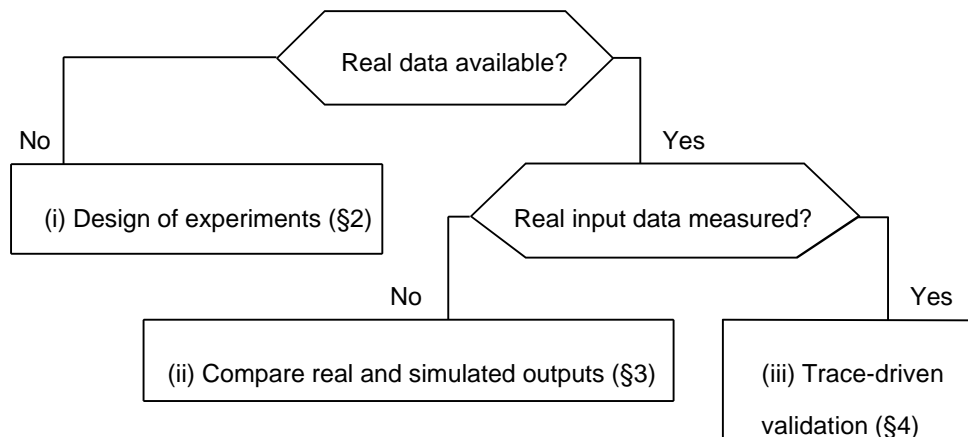 Real data available?
No
Yes
(i) Design of experiments (§2)
Real input data measured?
No
Yes
(ii) Compare real and simulated outputs (§3)
(iii) Trace-driven
validation (§4)